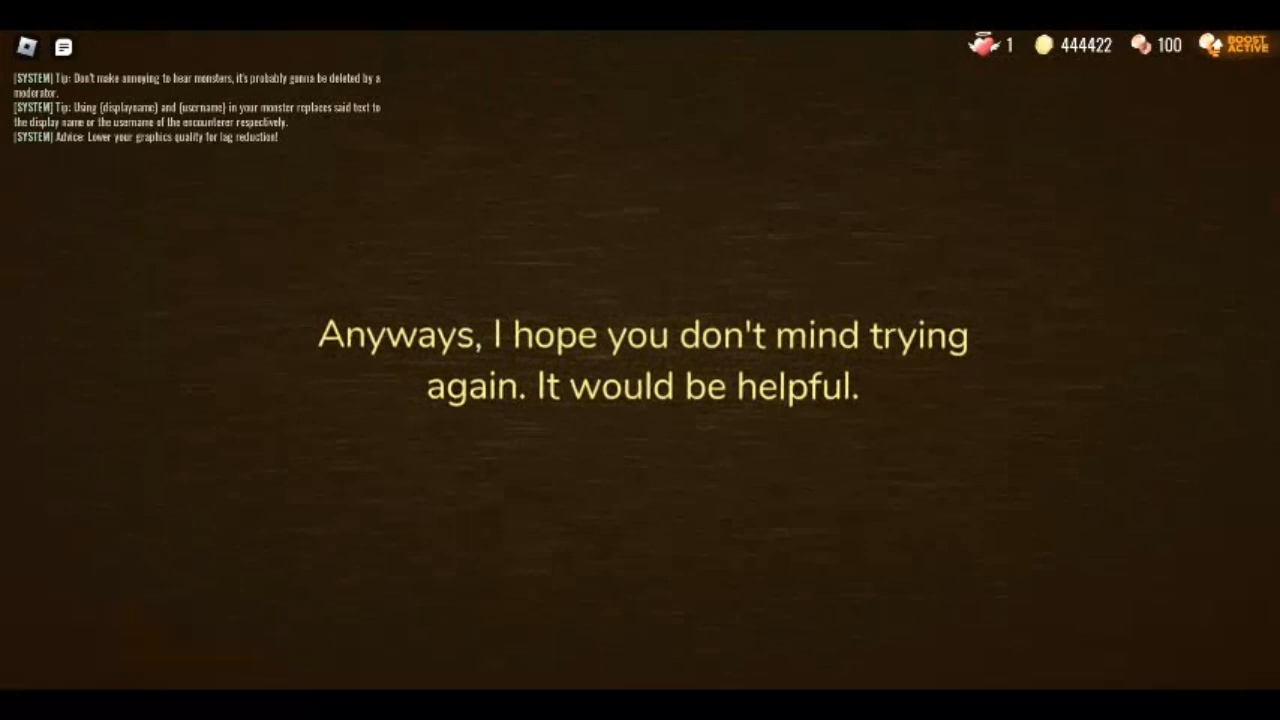 1
444422
100
BOOST
ACTIVE
[SYSTEM] Tip: Don't make annoying to hear monsters, it's probably gonna be deleted by a
moderator.
[SYSTEM] Tip: Using {displayname} and {username} in your monster replaces said text to
the display name or the username of the encounterer respectively.
[SYSTEM] Advice: Lower your graphics quality for lag reduction!
Anyways, I hope you don't mind trying
again. It would be helpful.